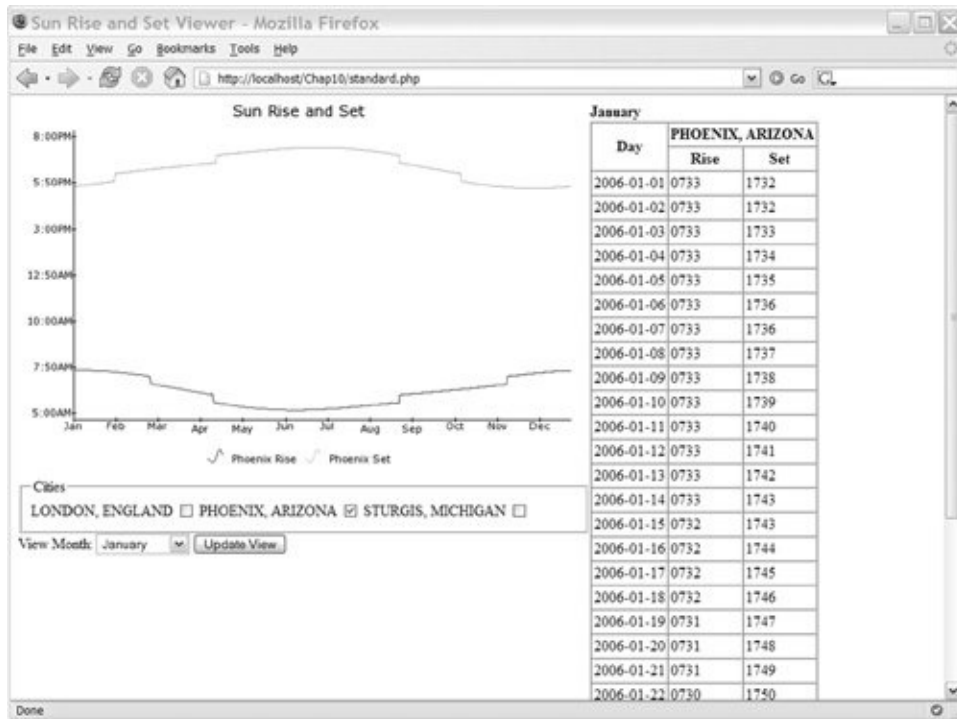 Sun Rise and Set Viewer - Mozilla Firefox
File Edit View Go Bookmarks Tools Help
http://localhost/Chap10/standard.php Go
Sun Rise and Set
8:00PM
5:50PM
3:00PM
12:50AM
10:00AM
7:50AM
5:00AM
Jan Feb Mar Apr May Jun Jul Aug Sep Oct Nov Dec
Phoenix Rise Phoenix Set
Cities
LONDON, ENGLAND PHOENIX, ARIZONA STURGIS, MICHIGAN
View Month: January Update View
January
Day PHOENIX, ARIZONA
Rise Set
2006-01-01 0733 1732
2006-01-02 0733 1732
2006-01-03 0733 1733
2006-01-04 0733 1734
2006-01-05 0733 1735
2006-01-06 0733 1736
2006-01-07 0733 1736
2006-01-08 0733 1737
2006-01-09 0733 1738
2006-01-10 0733 1739
2006-01-11 0733 1740
2006-01-12 0733 1741
2006-01-13 0733 1742
2006-01-14 0733 1743
2006-01-15 0732 1743
2006-01-16 0732 1744
2006-01-17 0732 1745
2006-01-18 0732 1746
2006-01-19 0731 1747
2006-01-20 0731 1748
2006-01-21 0731 1749
2006-01-22 0730 1750
Done